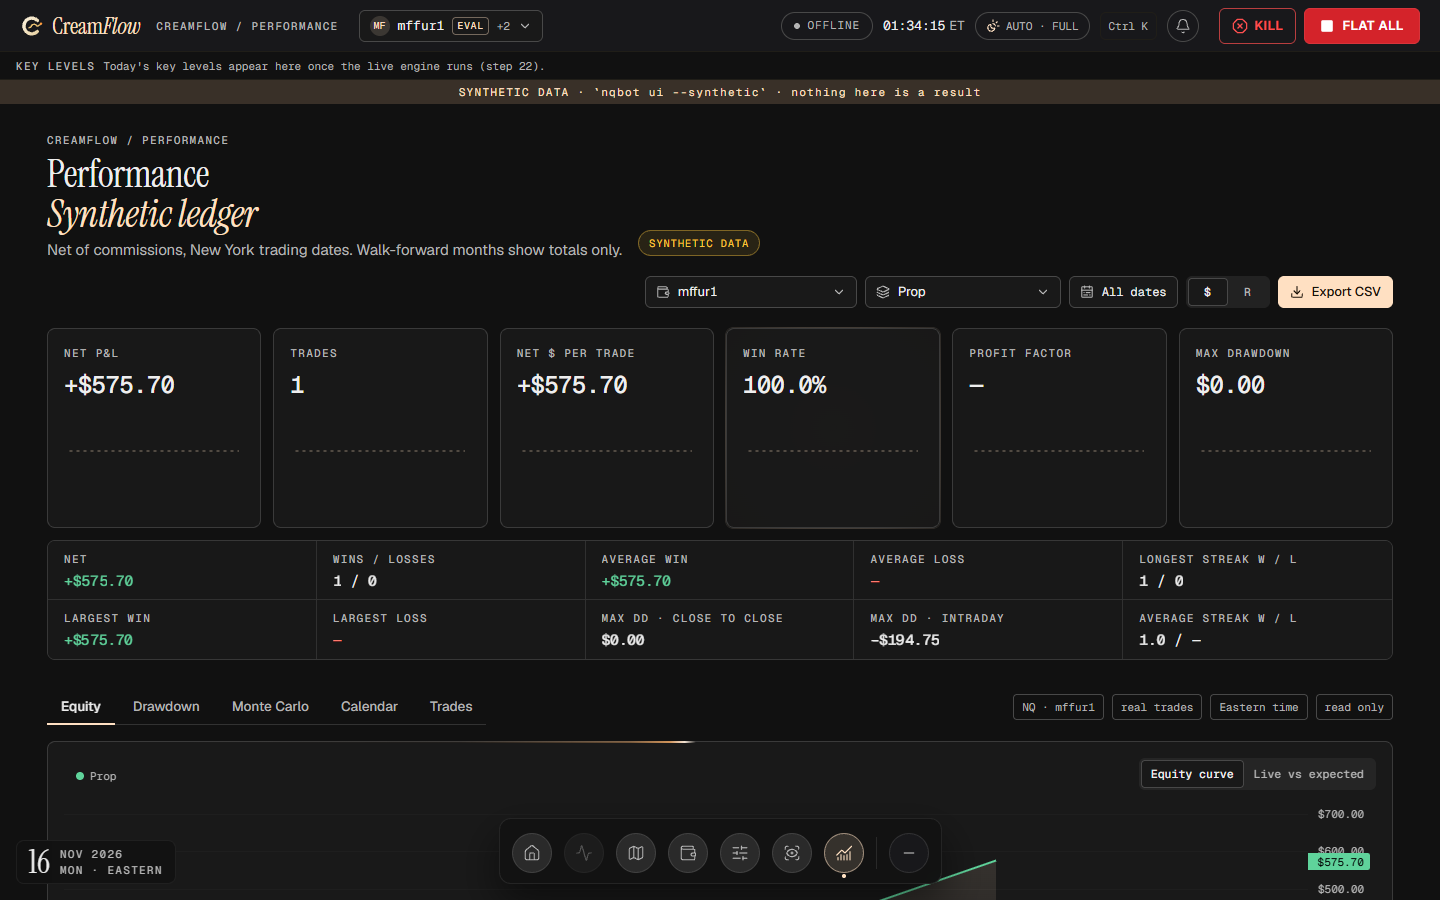 CreamFlow
CREAMFLOW / PERFORMANCE
MF mffur1 EVAL +2
OFFLINE
01:34:15 ET
AUTO · FULL
Ctrl K
KILL
FLAT ALL
KEY LEVELS Today's key levels appear here once the live engine runs (step 22).
SYNTHETIC DATA · `nqbot ui --synthetic` · nothing here is a result
CREAMFLOW / PERFORMANCE
Performance
Synthetic ledger
Net of commissions, New York trading dates. Walk-forward months show totals only.
SYNTHETIC DATA
mffur1
Prop
All dates
$ R
Export CSV
NET P&L
+$575.70
TRADES
1
NET $ PER TRADE
+$575.70
WIN RATE
100.0%
PROFIT FACTOR
—
MAX DRAWDOWN
$0.00
NET
+$575.70
WINS / LOSSES
1 / 0
AVERAGE WIN
+$575.70
AVERAGE LOSS
—
LONGEST STREAK W / L
1 / 0
LARGEST WIN
+$575.70
LARGEST LOSS
—
MAX DD · CLOSE TO CLOSE
$0.00
MAX DD · INTRADAY
−$194.75
AVERAGE STREAK W / L
1.0 / —
Equity
Drawdown
Monte Carlo
Calendar
Trades
NQ · mffur1
real trades
Eastern time
read only
Prop
Equity curve
Live vs expected
$700.00
$600.00
$575.70
$500.00
16
NOV 2026
MON · EASTERN